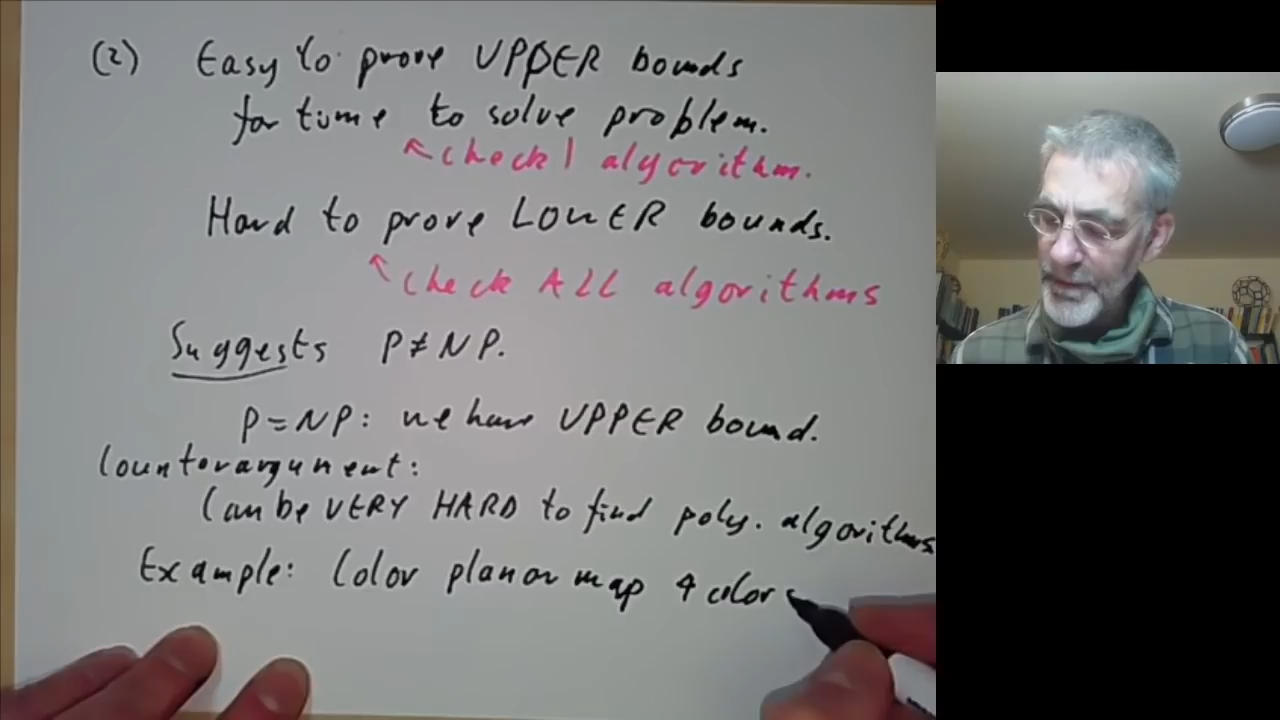 (2) Easy to prove UPPER bounds
for time to solve problem.
↖ check 1 algorithm.
Hard to prove LOWER bounds.
↖ check ALL algorithms
Suggests P≠NP.
P=NP: we have UPPER bound.
Counterargument:
Can be VERY HARD to find poly. algorithms
Example: Color planar map 4 colors